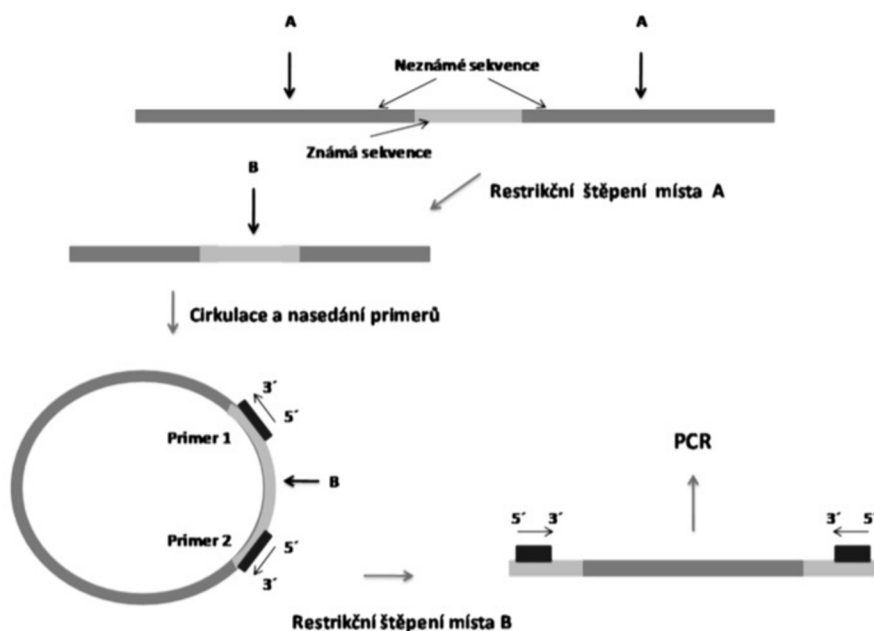 A
A
Neznámé sekvence
Známá sekvence
B
Restrikční štěpení místa A
Cirkulace a nasedání primerů
3´
5´
Primer 1
B
Primer 2
5´
3´
PCR
5´ 3´
3´ 5´
Restrikční štěpení místa B